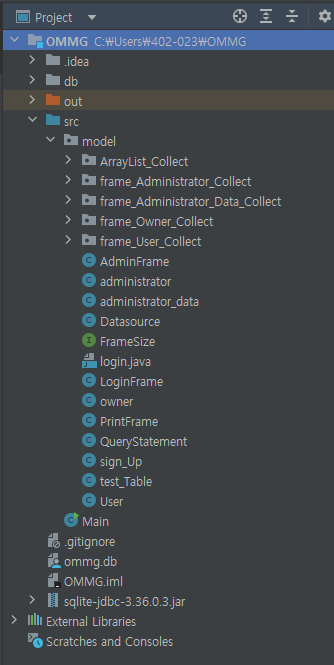 Project
OMMG C:₩Users₩402-023₩OMMG
.idea
db
out
src
model
ArrayList_Collect
frame_Administrator_Collect
frame_Administrator_Data_Collect
frame_Owner_Collect
frame_User_Collect
AdminFrame
administrator
administrator_data
Datasource
FrameSize
login.java
LoginFrame
owner
PrintFrame
QueryStatement
sign_Up
test_Table
User
Main
.gitignore
ommg.db
OMMG.iml
sqlite-jdbc-3.36.0.3.jar
External Libraries
Scratches and Consoles